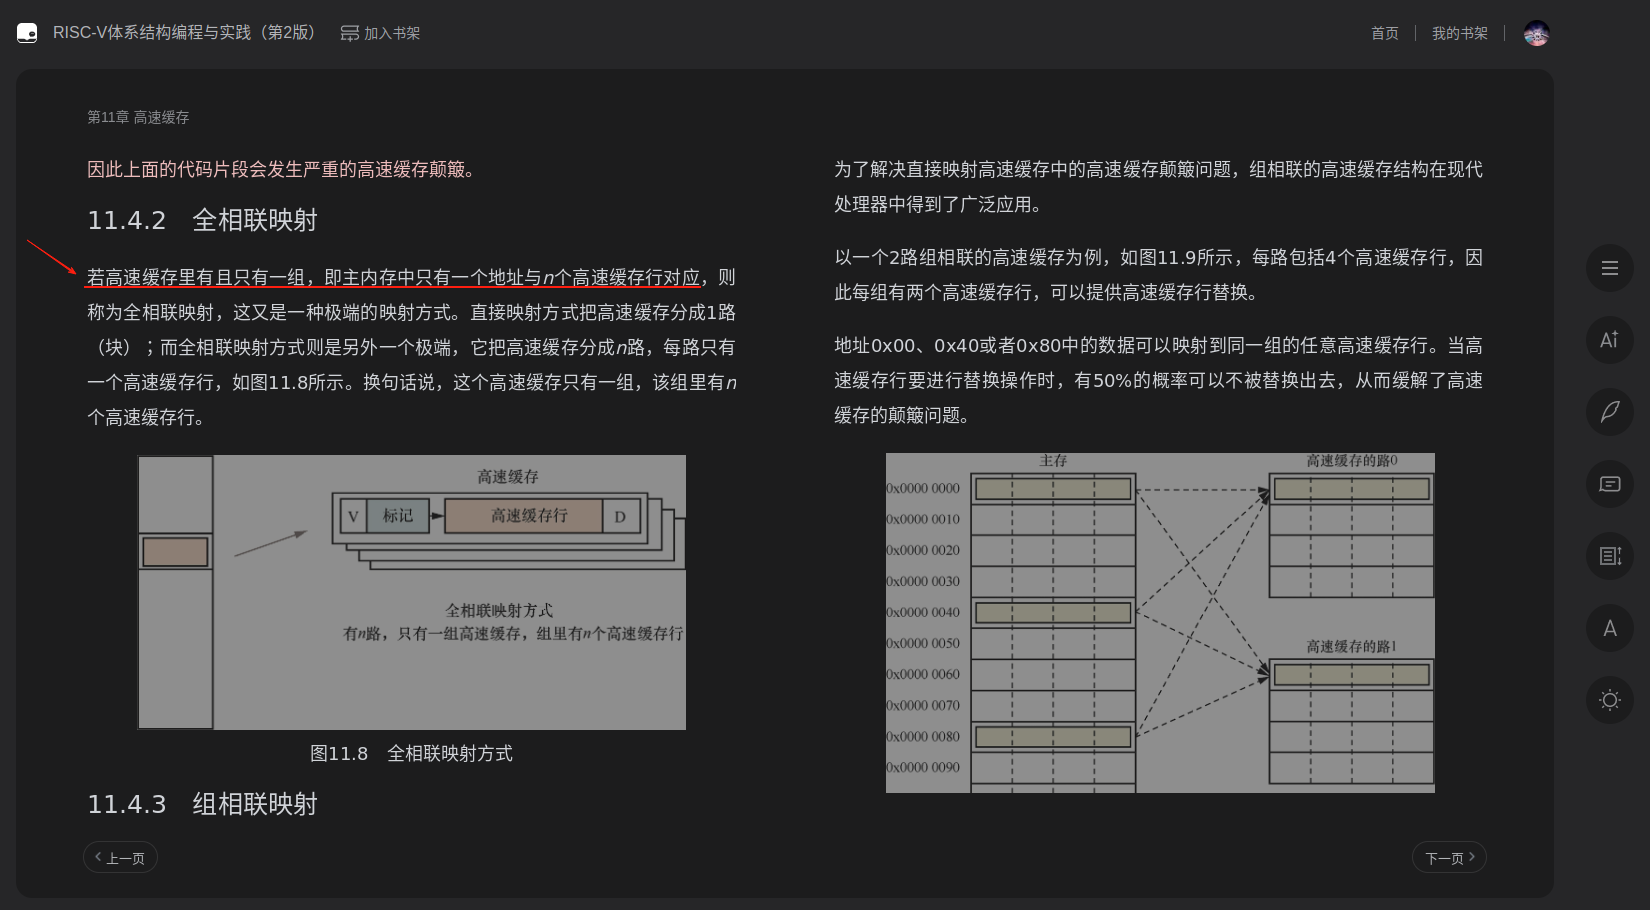 RISC-V体系结构编程与实践（第2版）
加入书架
首页
我的书架
第11章 高速缓存
因此上面的代码片段会发生严重的高速缓存颠簸。
11.4.2 全相联映射
若高速缓存里有且只有一组，即主内存中只有一个地址与n个高速缓存行对应，则
称为全相联映射，这又是一种极端的映射方式。直接映射方式把高速缓存分成1路
（块）；而全相联映射方式则是另外一个极端，它把高速缓存分成n路，每路只有
一个高速缓存行，如图11.8所示。换句话说，这个高速缓存只有一组，该组里有n
个高速缓存行。
高速缓存
V 标记 高速缓存行 D
全相联映射方式
有n路，只有一组高速缓存，组里有n个高速缓存行
图11.8 全相联映射方式
11.4.3 组相联映射
上一页
为了解决直接映射高速缓存中的高速缓存颠簸问题，组相联的高速缓存结构在现代
处理器中得到了广泛应用。
以一个2路组相联的高速缓存为例，如图11.9所示，每路包括4个高速缓存行，因
此每组有两个高速缓存行，可以提供高速缓存行替换。
地址0x00、0x40或者0x80中的数据可以映射到同一组的任意高速缓存行。当高
速缓存行要进行替换操作时，有50%的概率可以不被替换出去，从而缓解了高速
缓存的颠簸问题。
主存
高速缓存的路0
0x0000 0000
0x0000 0010
0x0000 0020
0x0000 0030
0x0000 0040
0x0000 0050
高速缓存的路1
0x0000 0060
0x0000 0070
0x0000 0080
0x0000 0090
下一页
Ai
A